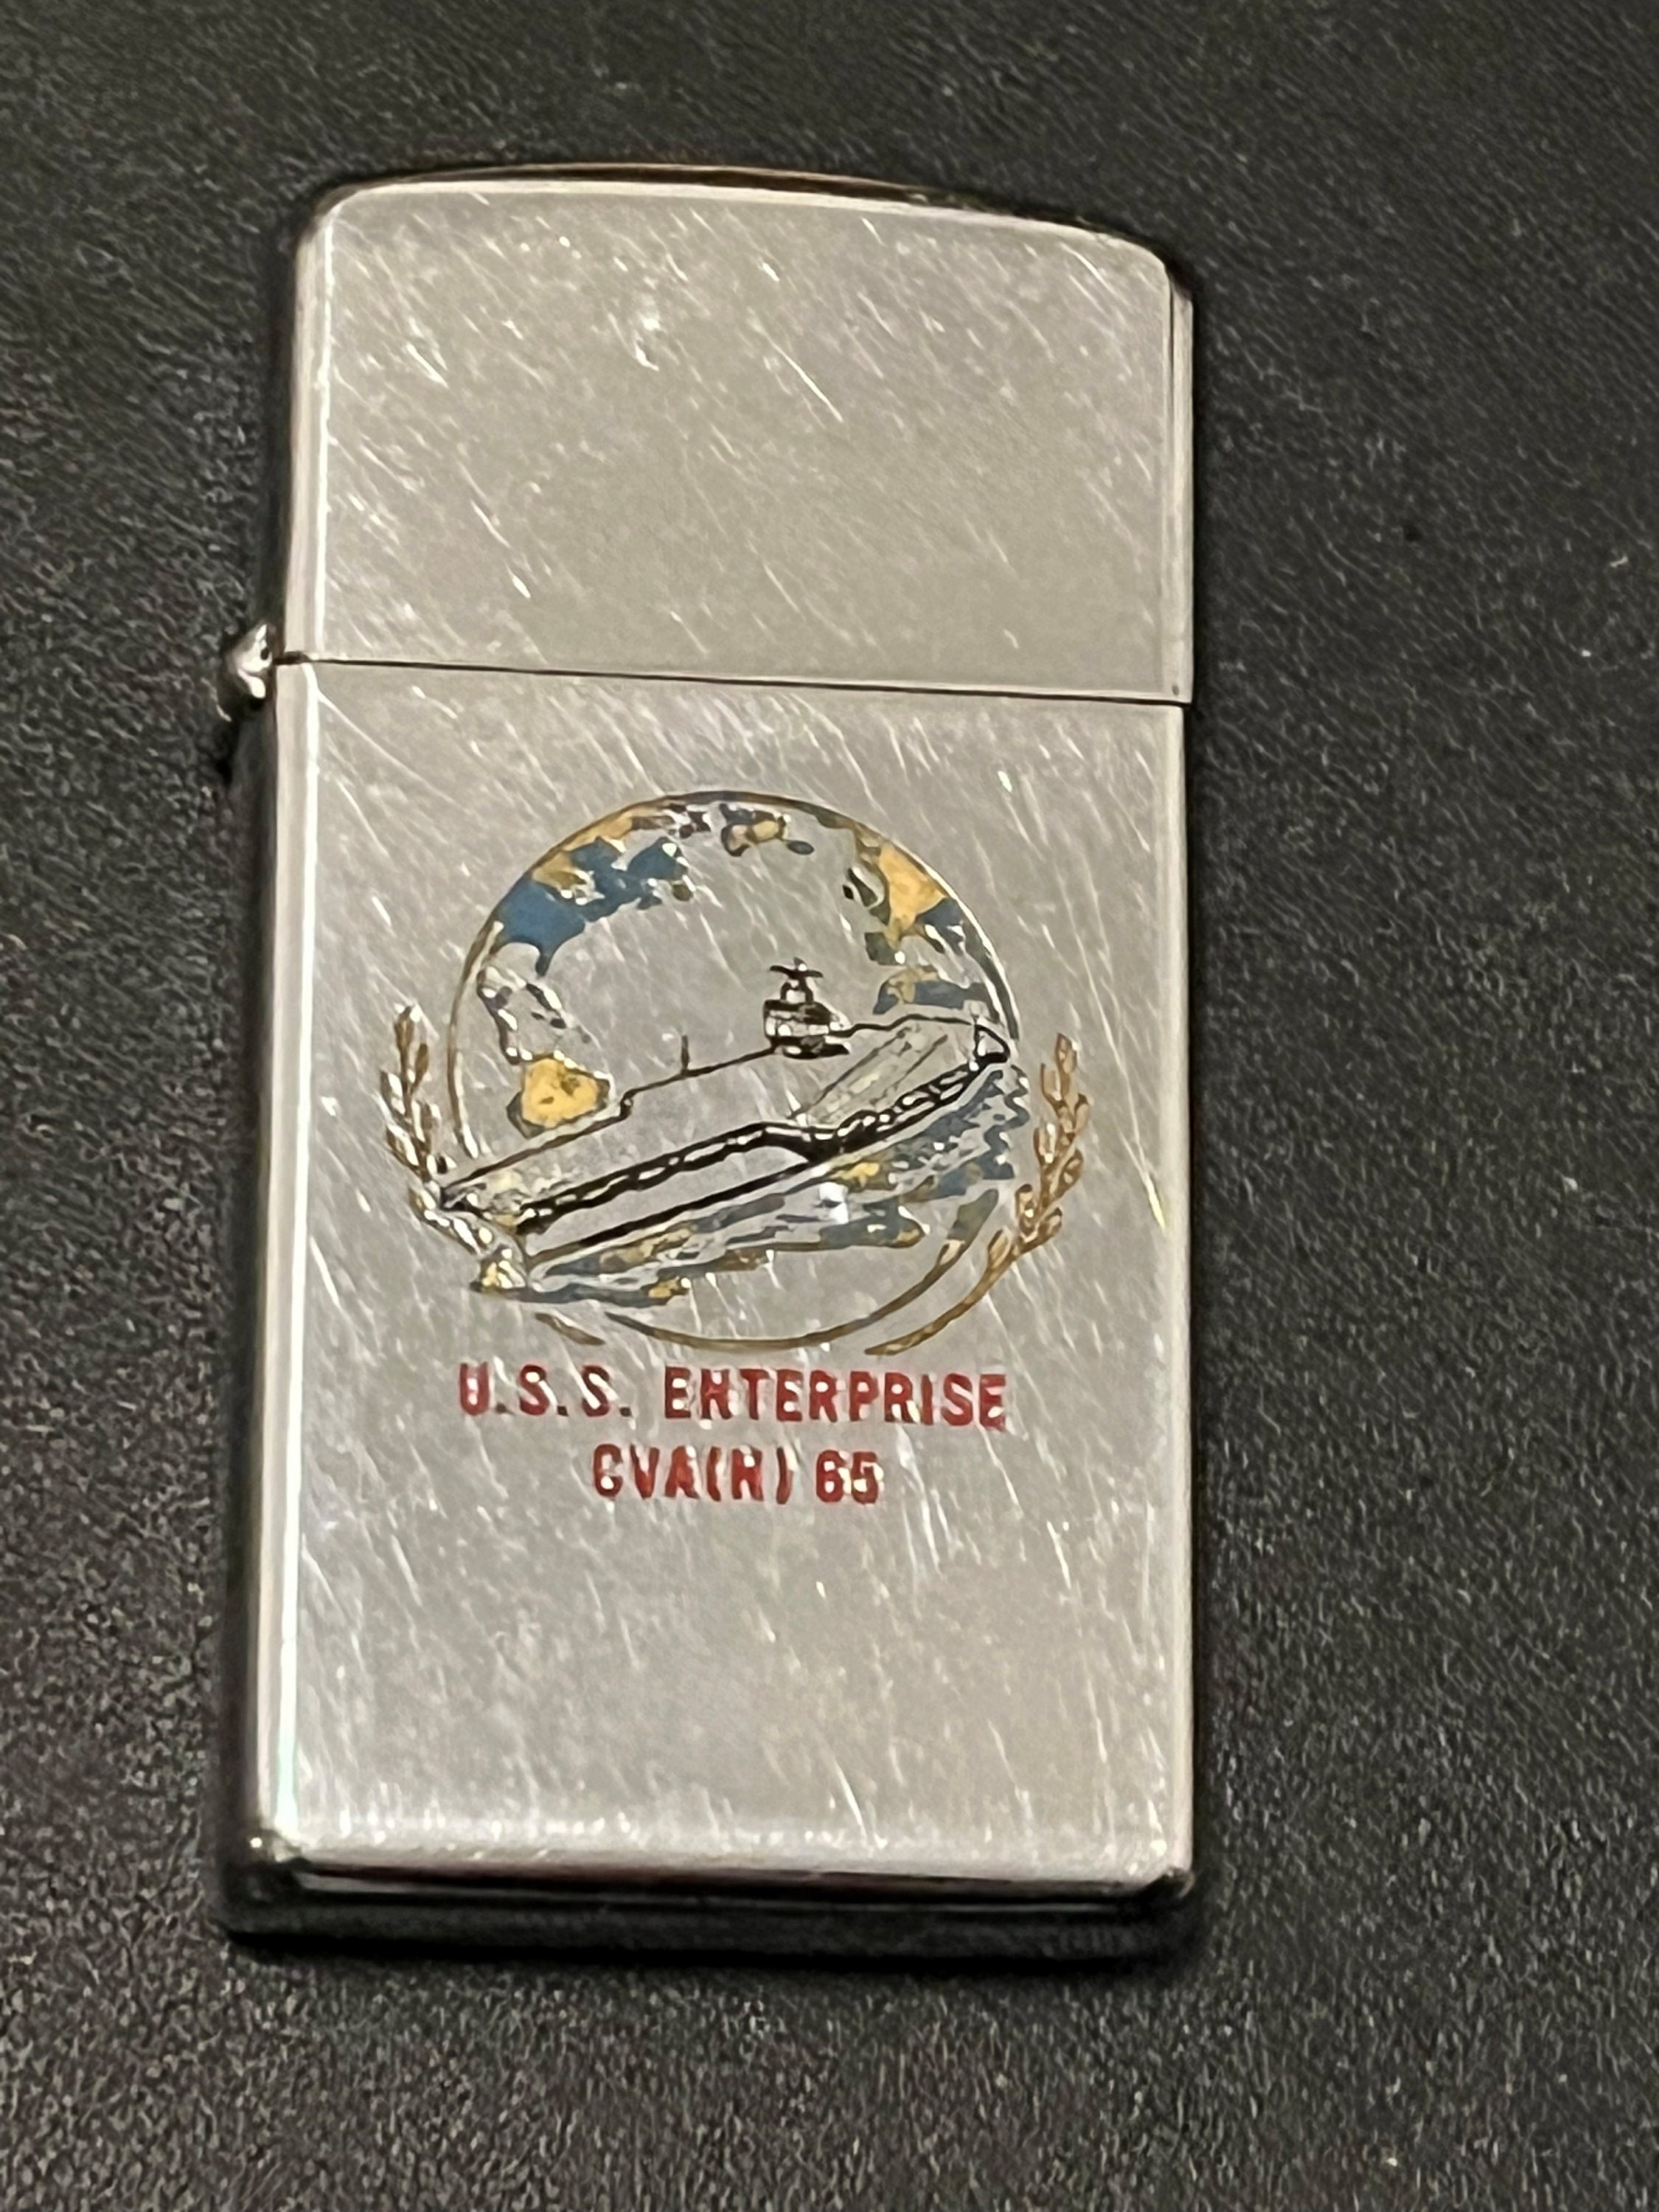 U.S.S. ENTERPRISE
CVA(N) 65